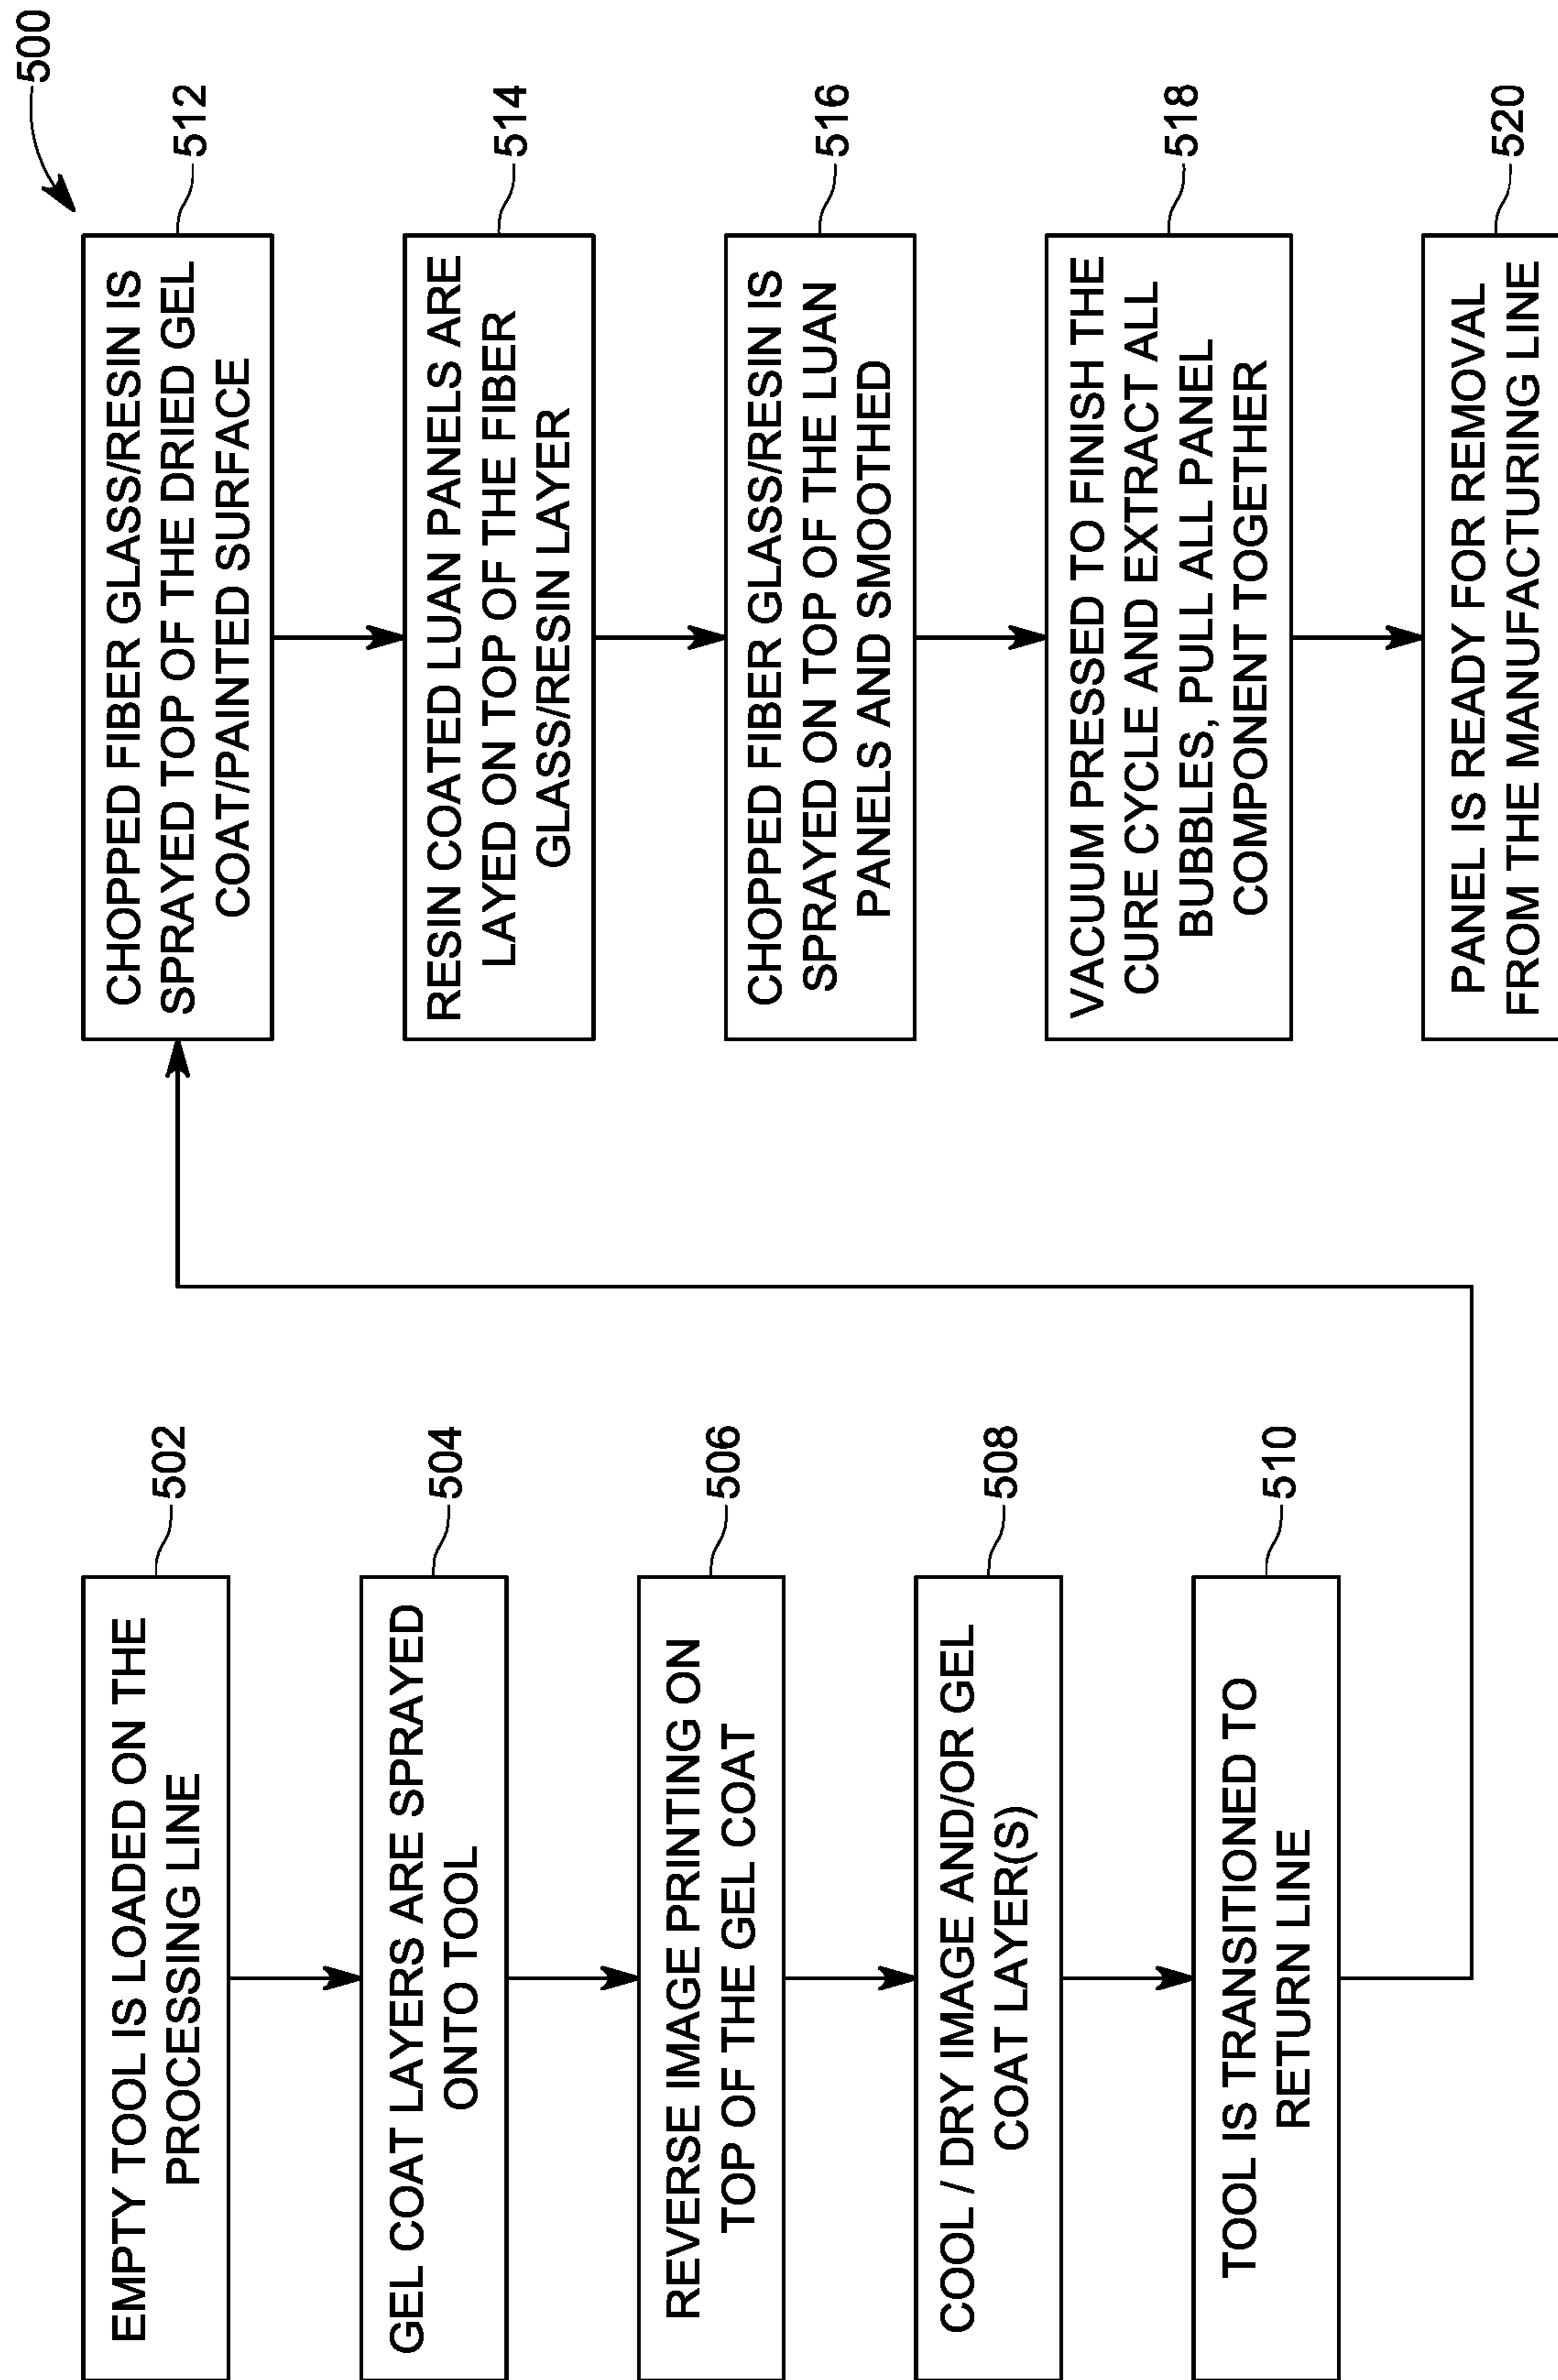 500
EMPTY TOOL IS LOADED ON THE
PROCESSING LINE
502
GEL COAT LAYERS ARE SPRAYED
ONTO TOOL
504
REVERSE IMAGE PRINTING ON
TOP OF THE GEL COAT
506
COOL / DRY IMAGE AND/OR GEL
COAT LAYER(S)
508
TOOL IS TRANSITIONED TO
RETURN LINE
510
CHOPPED FIBER GLASS/RESIN IS
SPRAYED TOP OF THE DRIED GEL
COAT/PAINTED SURFACE
512
RESIN COATED LUAN PANELS ARE
LAYED ON TOP OF THE FIBER
GLASS/RESIN LAYER
514
CHOPPED FIBER GLASS/RESIN IS
SPRAYED ON TOP OF THE LUAN
PANELS AND SMOOTHED
516
VACUUM PRESSED TO FINISH THE
CURE CYCLE AND EXTRACT ALL
BUBBLES, PULL ALL PANEL
COMPONENT TOGETHER
518
PANEL IS READY FOR REMOVAL
FROM THE MANUFACTURING LINE
520